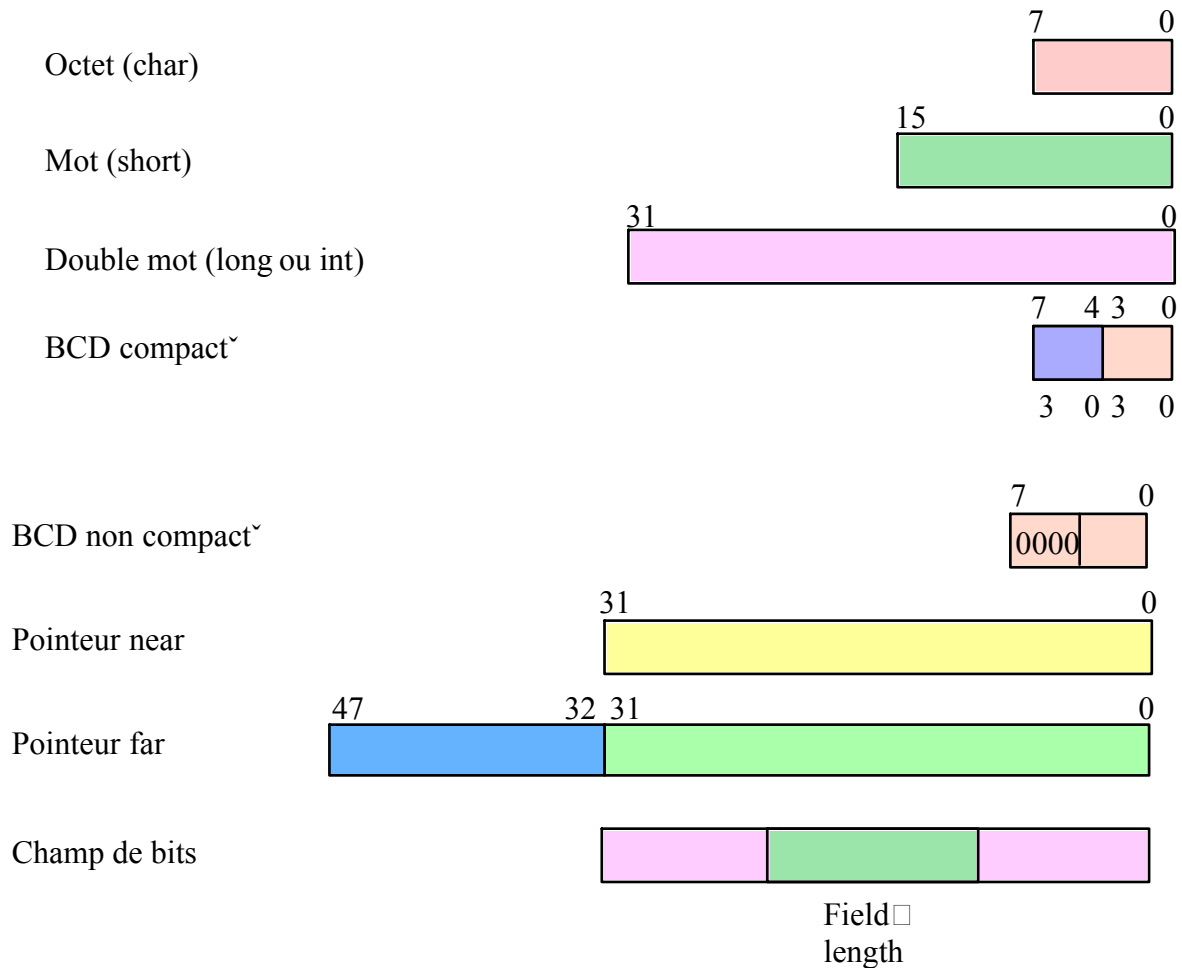 7 0
Octet (char)
15 0
Mot (short)
31 0
Double mot (long ou int)
7 4 3 0
BCD compactˇ
3 0 3 0
7 0
BCD non compactˇ
0000
31 0
Pointeur near
47 32 31 0
Pointeur far
Champ de bits
Field□
length